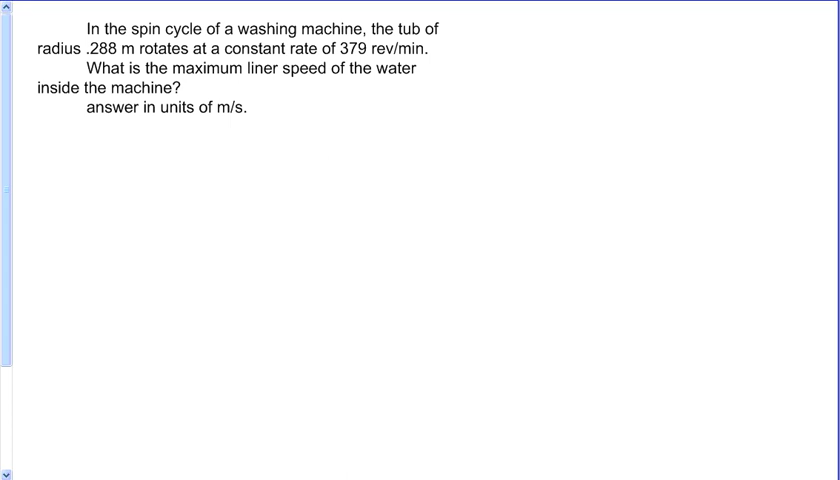 In the spin cycle of a washing machine, the tub of
radius .288 m rotates at a constant rate of 379 rev/min.
What is the maximum liner speed of the water
inside the machine?
answer in units of m/s.